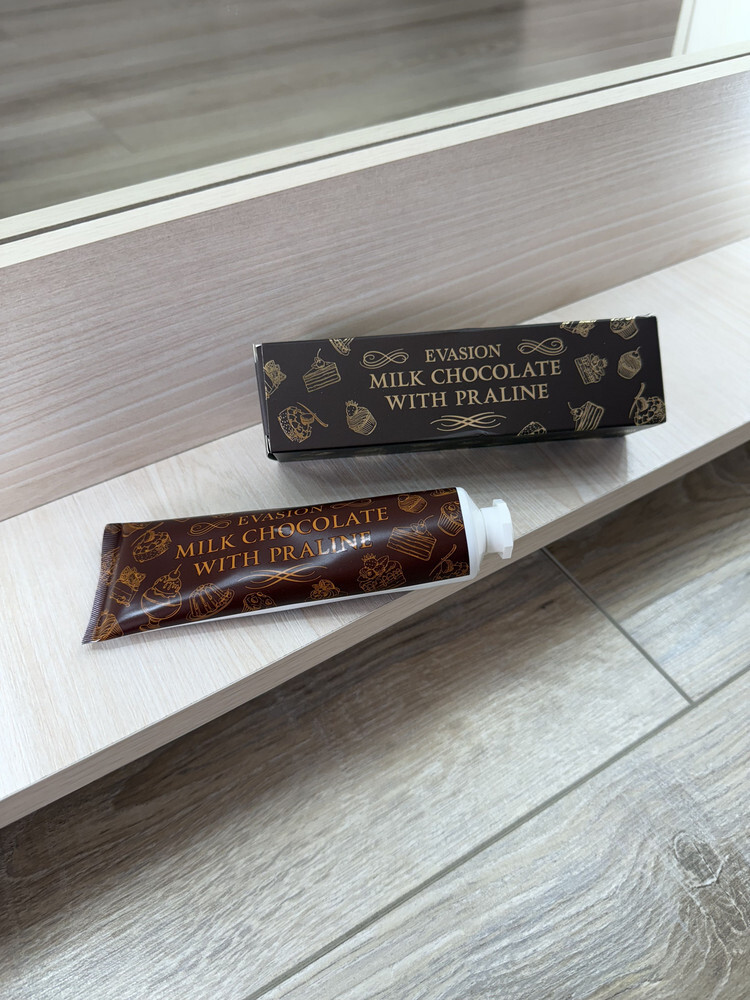 EVASION
MILK CHOCOLATE
WITH PRALINE
EVASION
MILK CHOCOLATE
WITH PRALINE